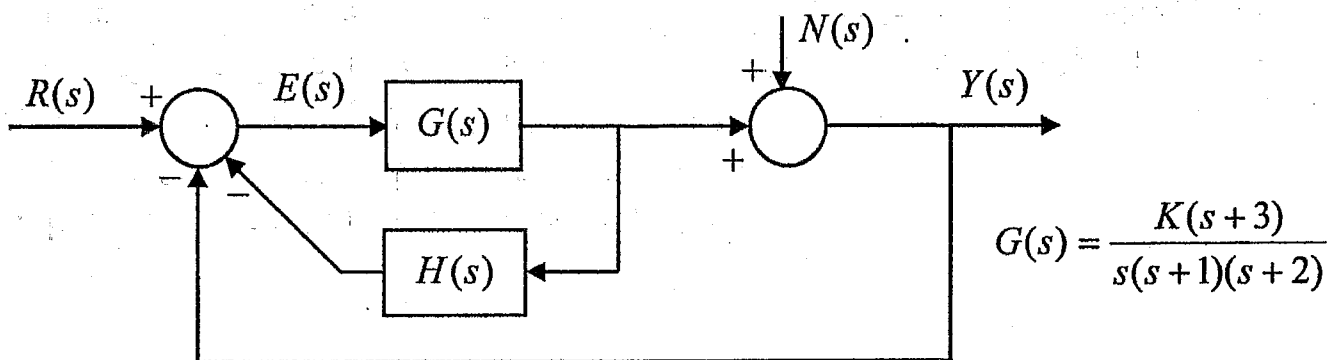 N(s)
R(s) + E(s) G(s) + + Y(s)
− −
H(s)
G(s) = K(s+3) / s(s+1)(s+2)